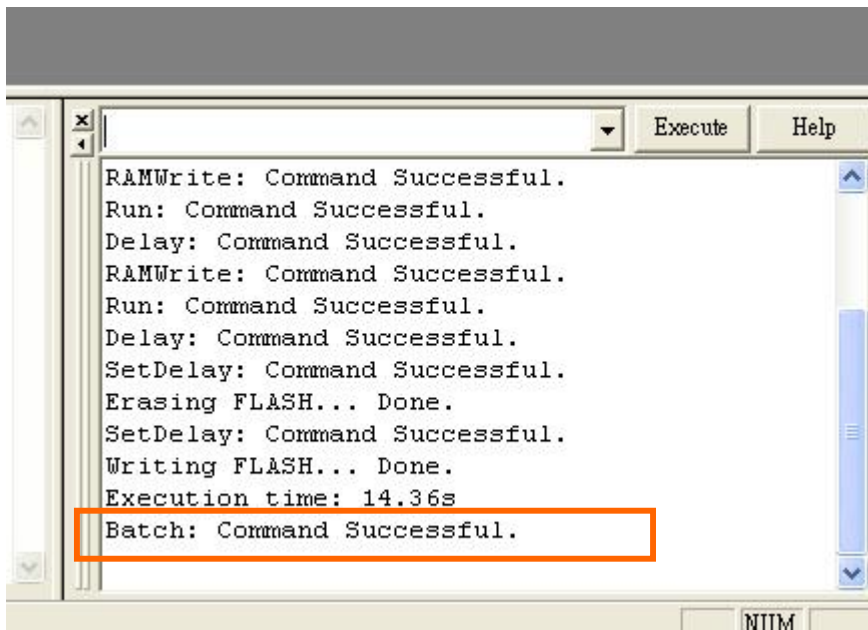 Execute Help
RAMWrite: Command Successful.
Run: Command Successful.
Delay: Command Successful.
RAMWrite: Command Successful.
Run: Command Successful.
Delay: Command Successful.
SetDelay: Command Successful.
Erasing FLASH... Done.
SetDelay: Command Successful.
Writing FLASH... Done.
Execution time: 14.36s
Batch: Command Successful.
NUM